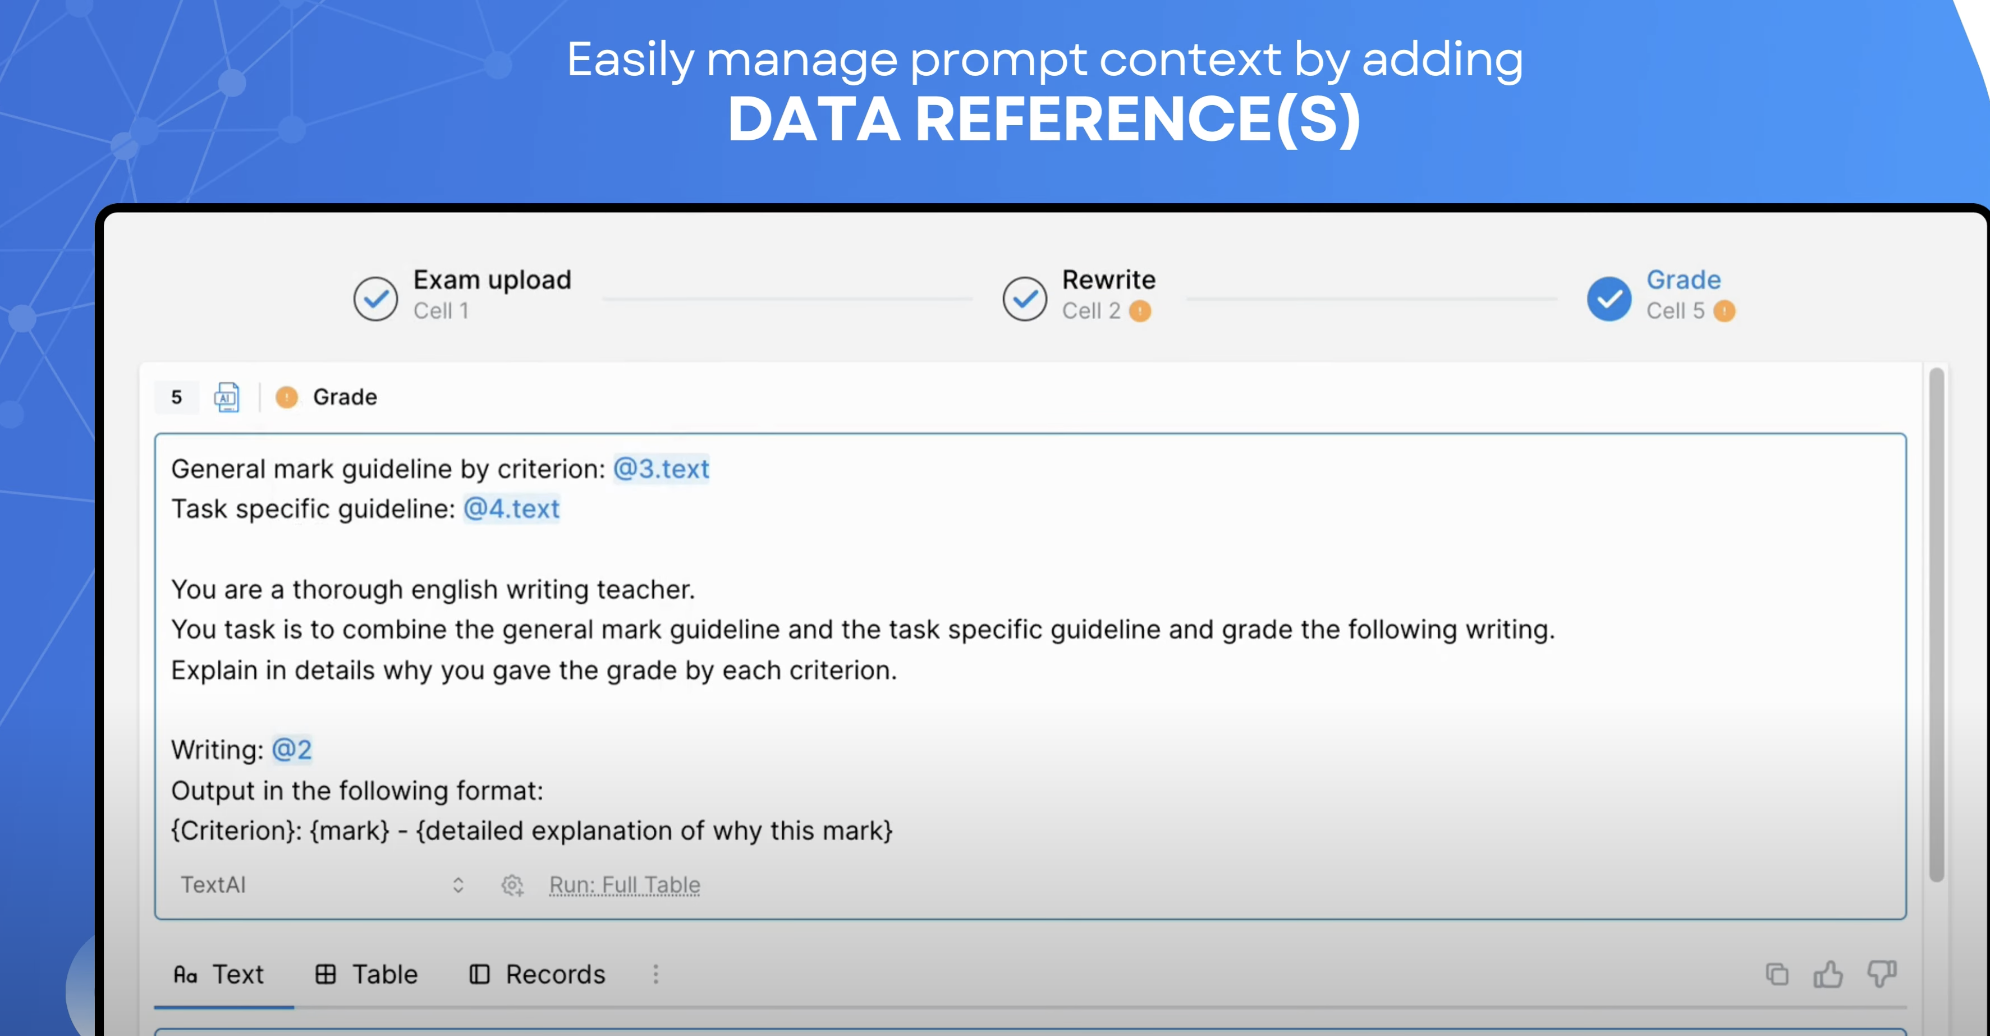 Easily manage prompt context by adding
DATA REFERENCE(S)
Exam upload
Cell 1
Rewrite
Cell 2
Grade
Cell 5
5 AI Grade
General mark guideline by criterion: @3.text
Task specific guideline: @4.text
You are a thorough english writing teacher.
You task is to combine the general mark guideline and the task specific guideline and grade the following writing.
Explain in details why you gave the grade by each criterion.
Writing: @2
Output in the following format:
{Criterion}: {mark} - {detailed explanation of why this mark}
TextAI Run: Full Table
Aa Text Table Records